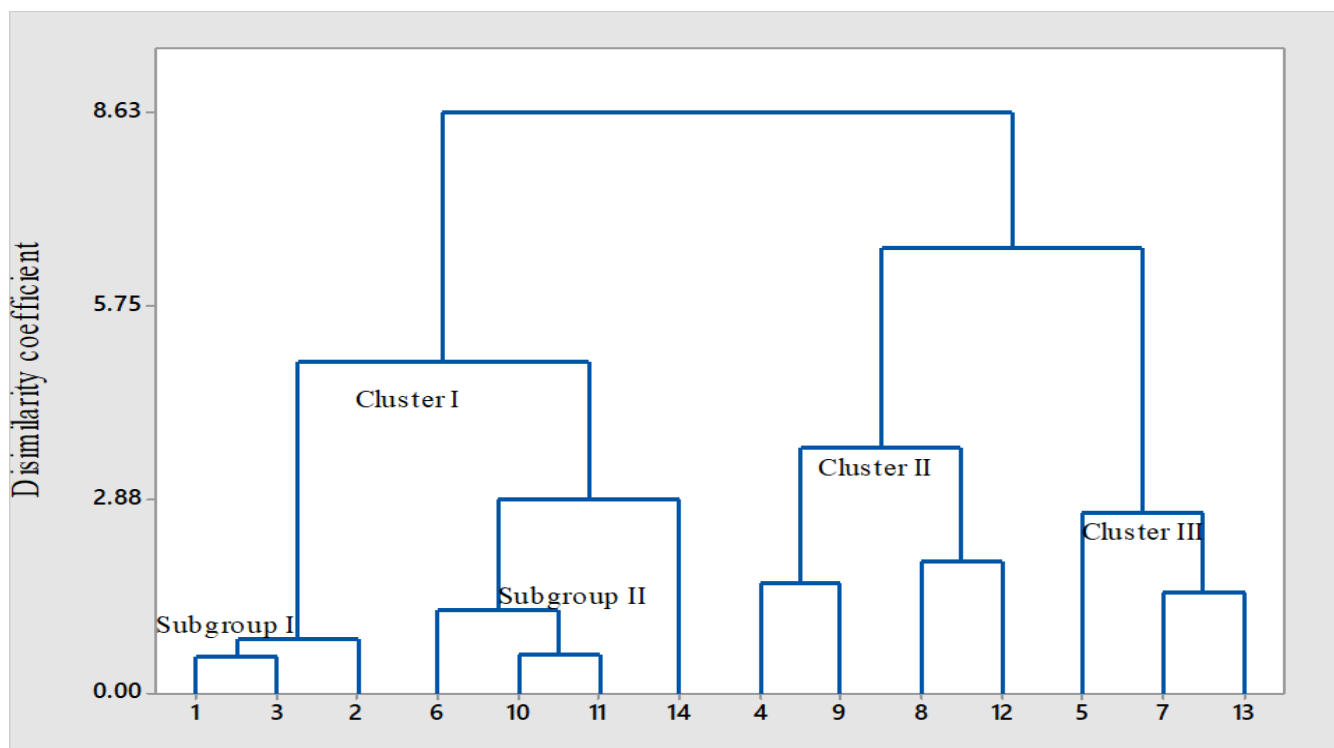 8.63
5.75
2.88
0.00
Disimilarity coefficient
Cluster I
Cluster II
Cluster III
Subgroup II
Subgroup I
1 3 2 6 10 11 14 4 9 8 12 5 7 13